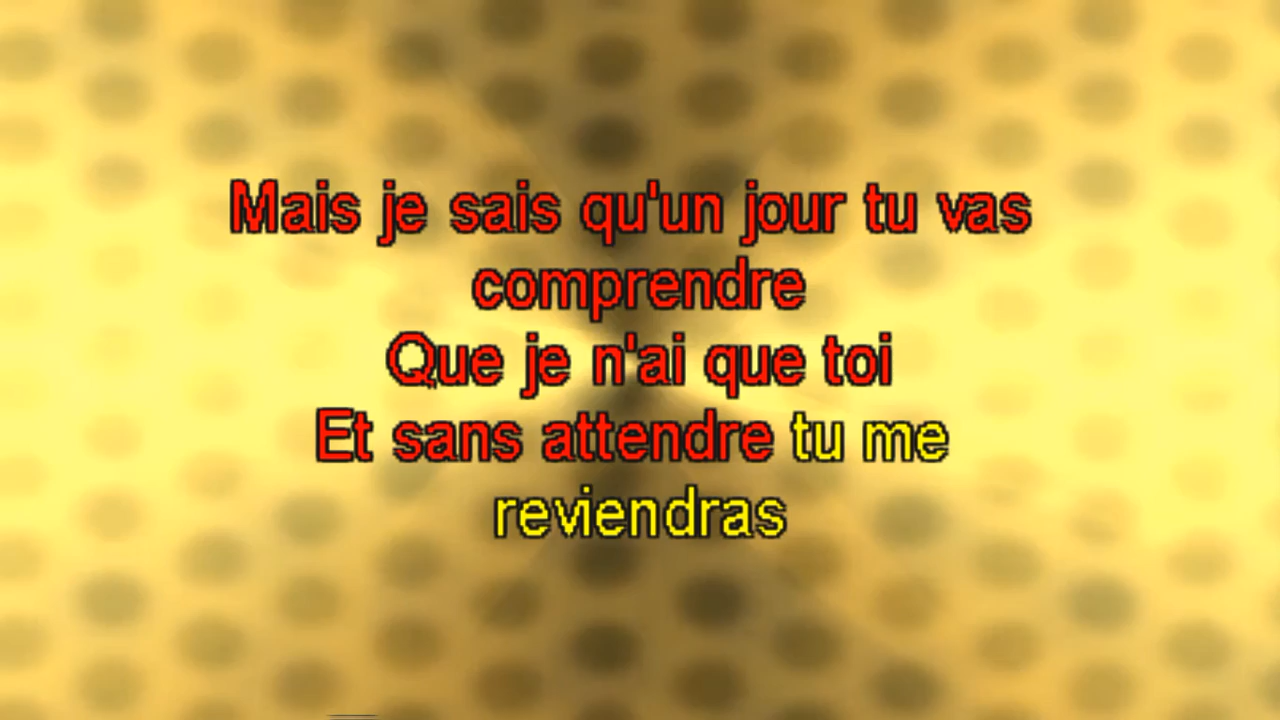 Mais je sais qu'un jour tu vas
comprendre
Que je n'ai que toi
Et sans attendre tu me
reviendras